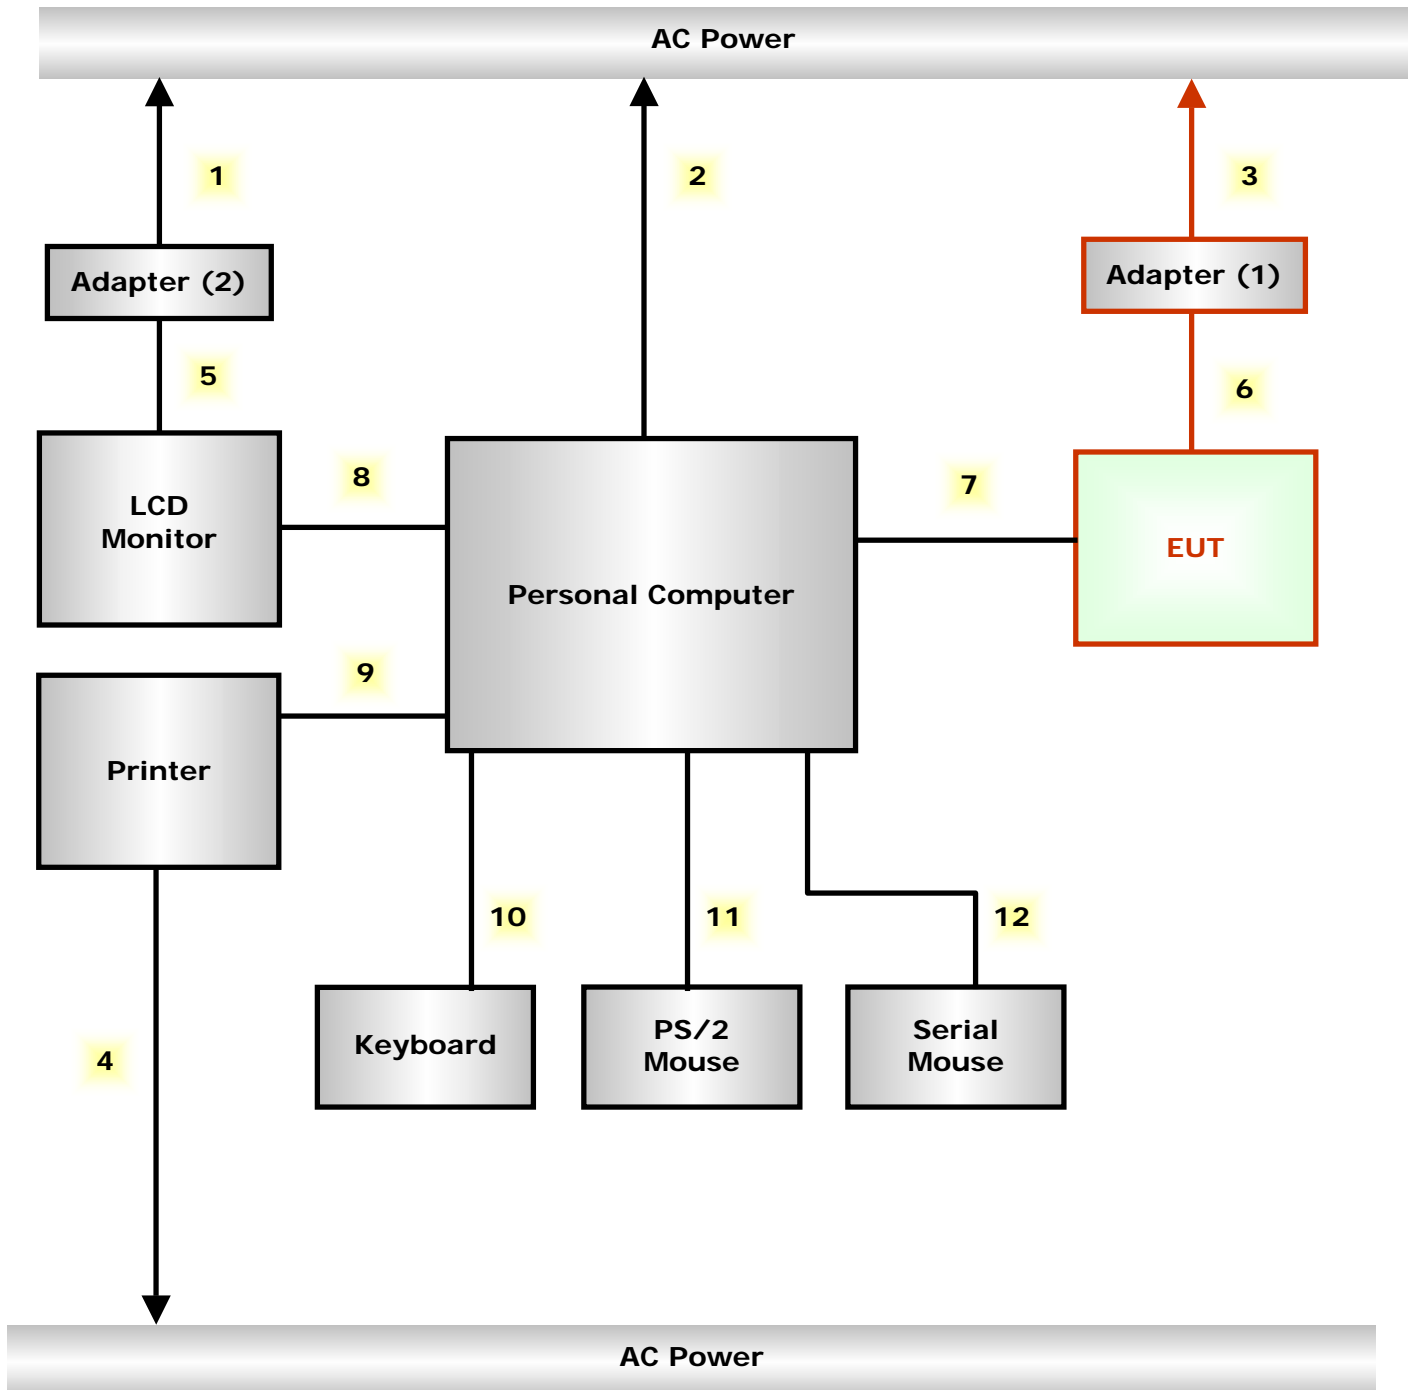 AC Power
1
2
3
Adapter (2)
Adapter (1)
5
6
8
7
LCD
Monitor
EUT
Personal Computer
9
Printer
10
11
12
4
Keyboard
PS/2
Mouse
Serial
Mouse
AC Power